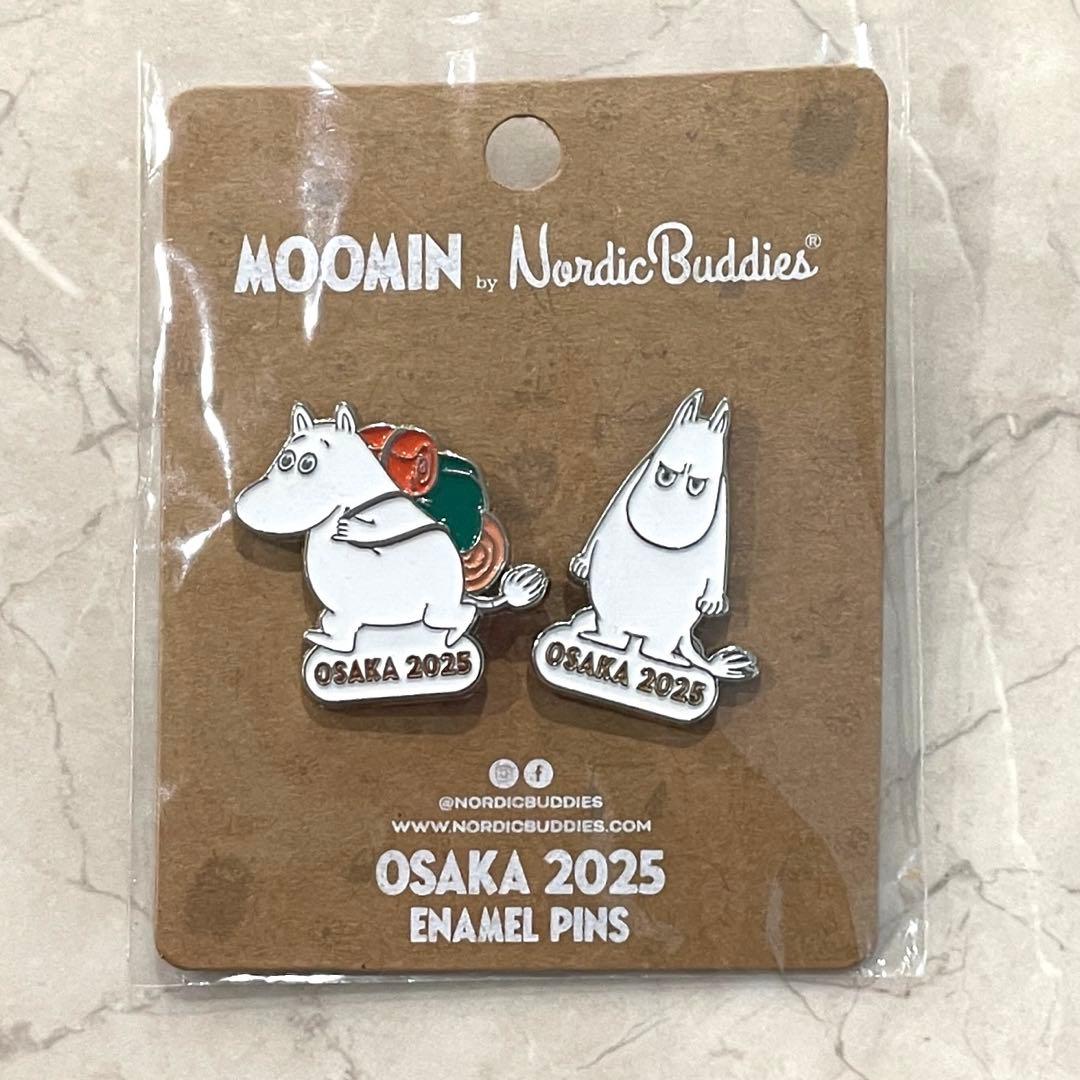 MOOMIN by NordicBuddies®
OSAKA 2025
OSAKA 2025
@NORDICBUDDIES
WWW.NORDICBUDDIES.COM
OSAKA 2025
ENAMEL PINS